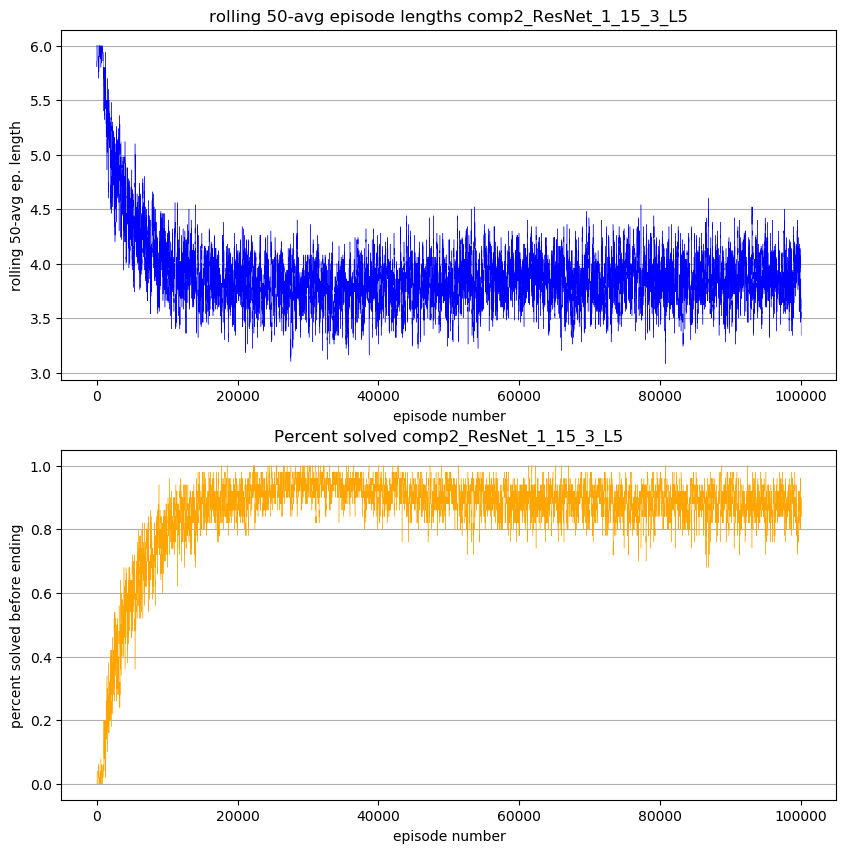 rolling 50-avg episode lengths comp2_ResNet_1_15_3_L5
6.0
5.5
5.0
4.5
4.0
3.5
3.0
rolling 50-avg ep. length
0 20000 40000 60000 80000 100000
episode number
Percent solved comp2_ResNet_1_15_3_L5
1.0
0.8
0.6
0.4
0.2
0.0
percent solved before ending
0 20000 40000 60000 80000 100000
episode number